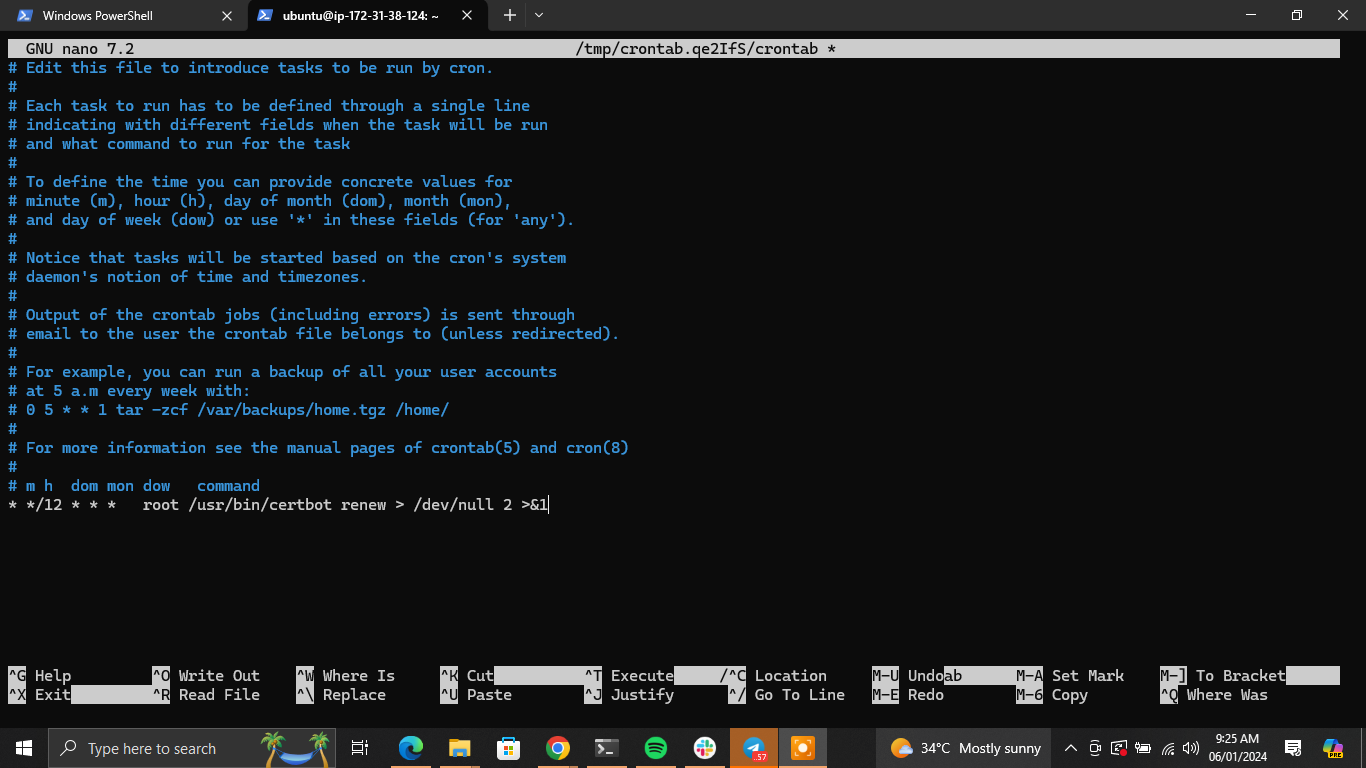 Windows PowerShell
ubuntu@ip-172-31-38-124: ~
GNU nano 7.2 /tmp/crontab.qe2IfS/crontab *
# Edit this file to introduce tasks to be run by cron.
#
# Each task to run has to be defined through a single line
# indicating with different fields when the task will be run
# and what command to run for the task
#
# To define the time you can provide concrete values for
# minute (m), hour (h), day of month (dom), month (mon),
# and day of week (dow) or use '*' in these fields (for 'any').
#
# Notice that tasks will be started based on the cron's system
# daemon's notion of time and timezones.
#
# Output of the crontab jobs (including errors) is sent through
# email to the user the crontab file belongs to (unless redirected).
#
# For example, you can run a backup of all your user accounts
# at 5 a.m every week with:
# 0 5 * * 1 tar -zcf /var/backups/home.tgz /home/
#
# For more information see the manual pages of crontab(5) and cron(8)
#
# m h  dom mon dow   command
* */12 * * *   root /usr/bin/certbot renew > /dev/null 2 >&1
^G Help ^O Write Out ^W Where Is ^K Cut ^T Execute /^C Location M-U Undoab M-A Set Mark M-] To Bracket
^X Exit ^R Read File ^\ Replace ^U Paste ^J Justify ^/ Go To Line M-E Redo M-6 Copy ^Q Where Was
Type here to search
57
34°C Mostly sunny
9:25 AM
06/01/2024
PRE